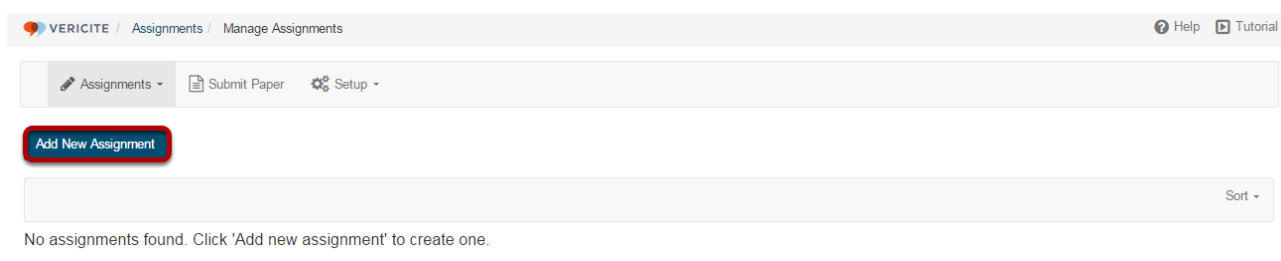 VERICITE / Assignments / Manage Assignments Help Tutorial
Assignments Submit Paper Setup
Add New Assignment
Sort
No assignments found. Click 'Add new assignment' to create one.